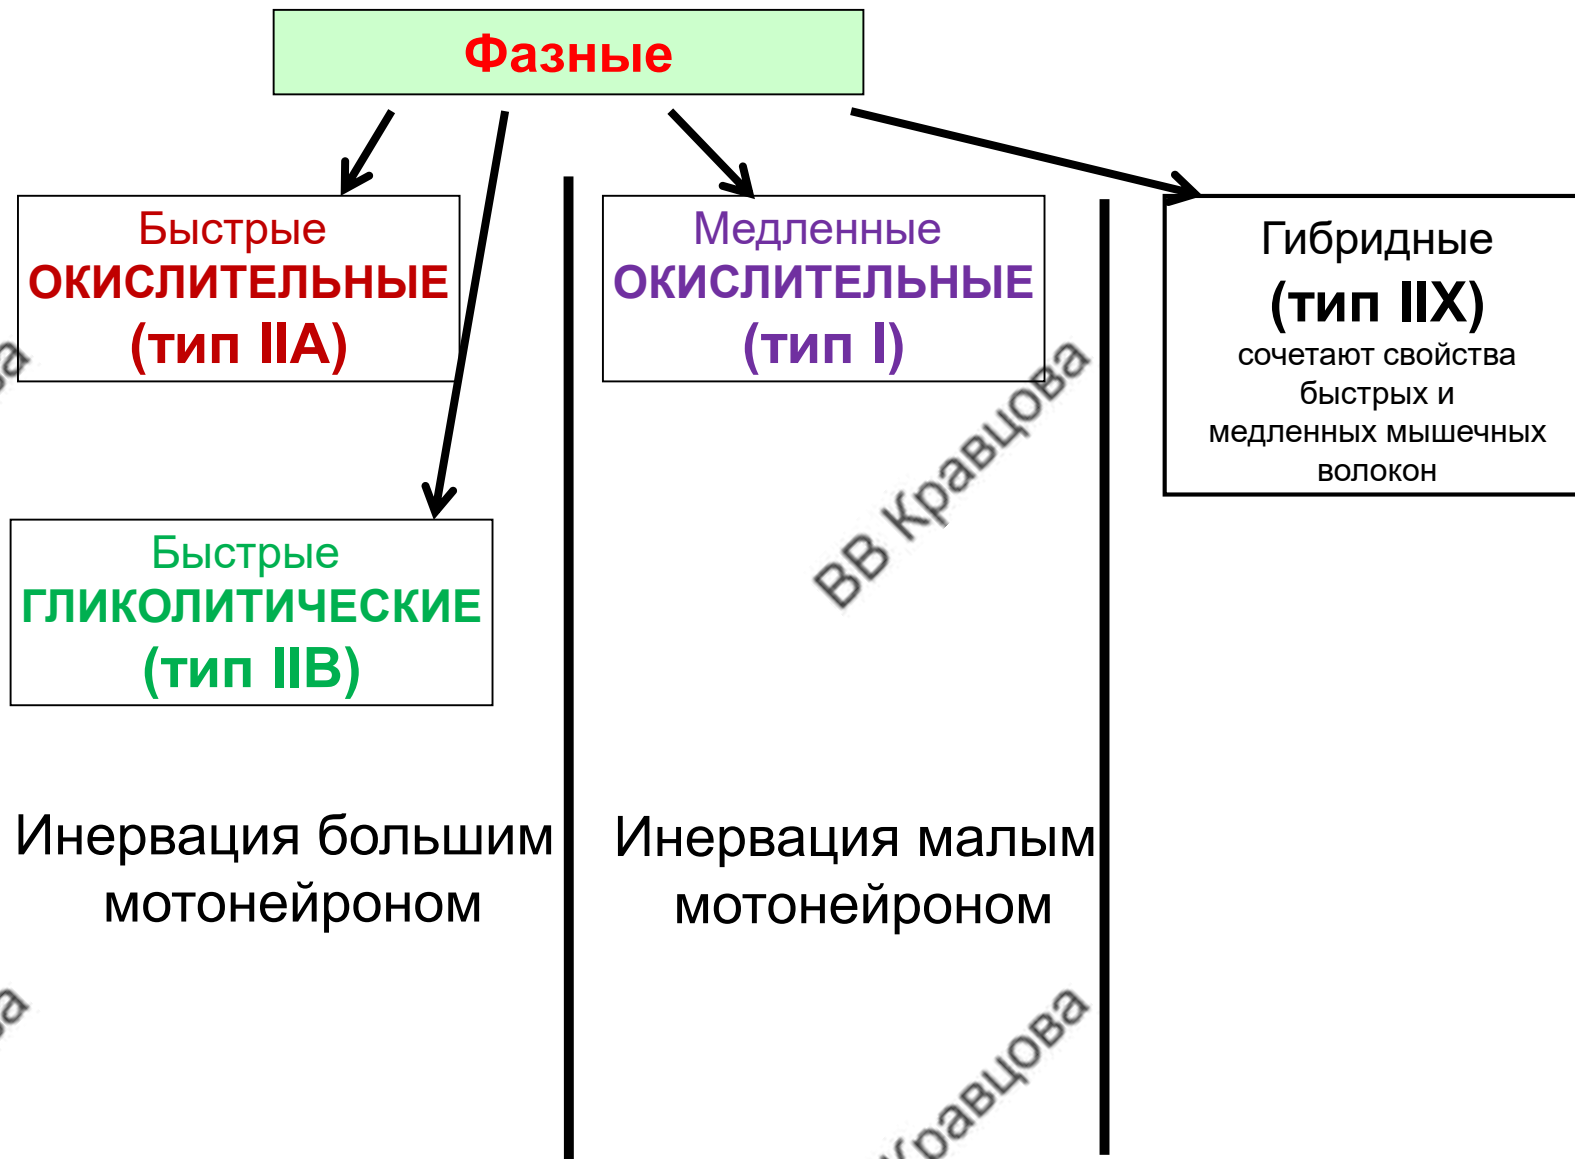 Фазные
Быстрые
ОКИСЛИТЕЛЬНЫЕ
(тип IIA)
Быстрые
ГЛИКОЛИТИЧЕСКИЕ
(тип IIB)
Инервация большим
мотонейроном
Медленные
ОКИСЛИТЕЛЬНЫЕ
(тип I)
Инервация малым
мотонейроном
Гибридные
(тип IIX)
сочетают свойства
быстрых и
медленных мышечных
волокон
ВВ Кравцова
Кравцова